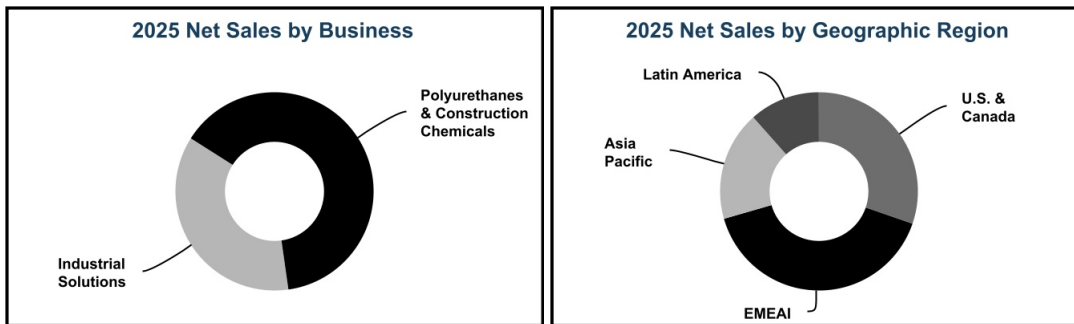 2025 Net Sales by Business
Polyurethanes
& Construction
Chemicals
Industrial
Solutions
2025 Net Sales by Geographic Region
Latin America
U.S. &
Canada
Asia
Pacific
EMEAI